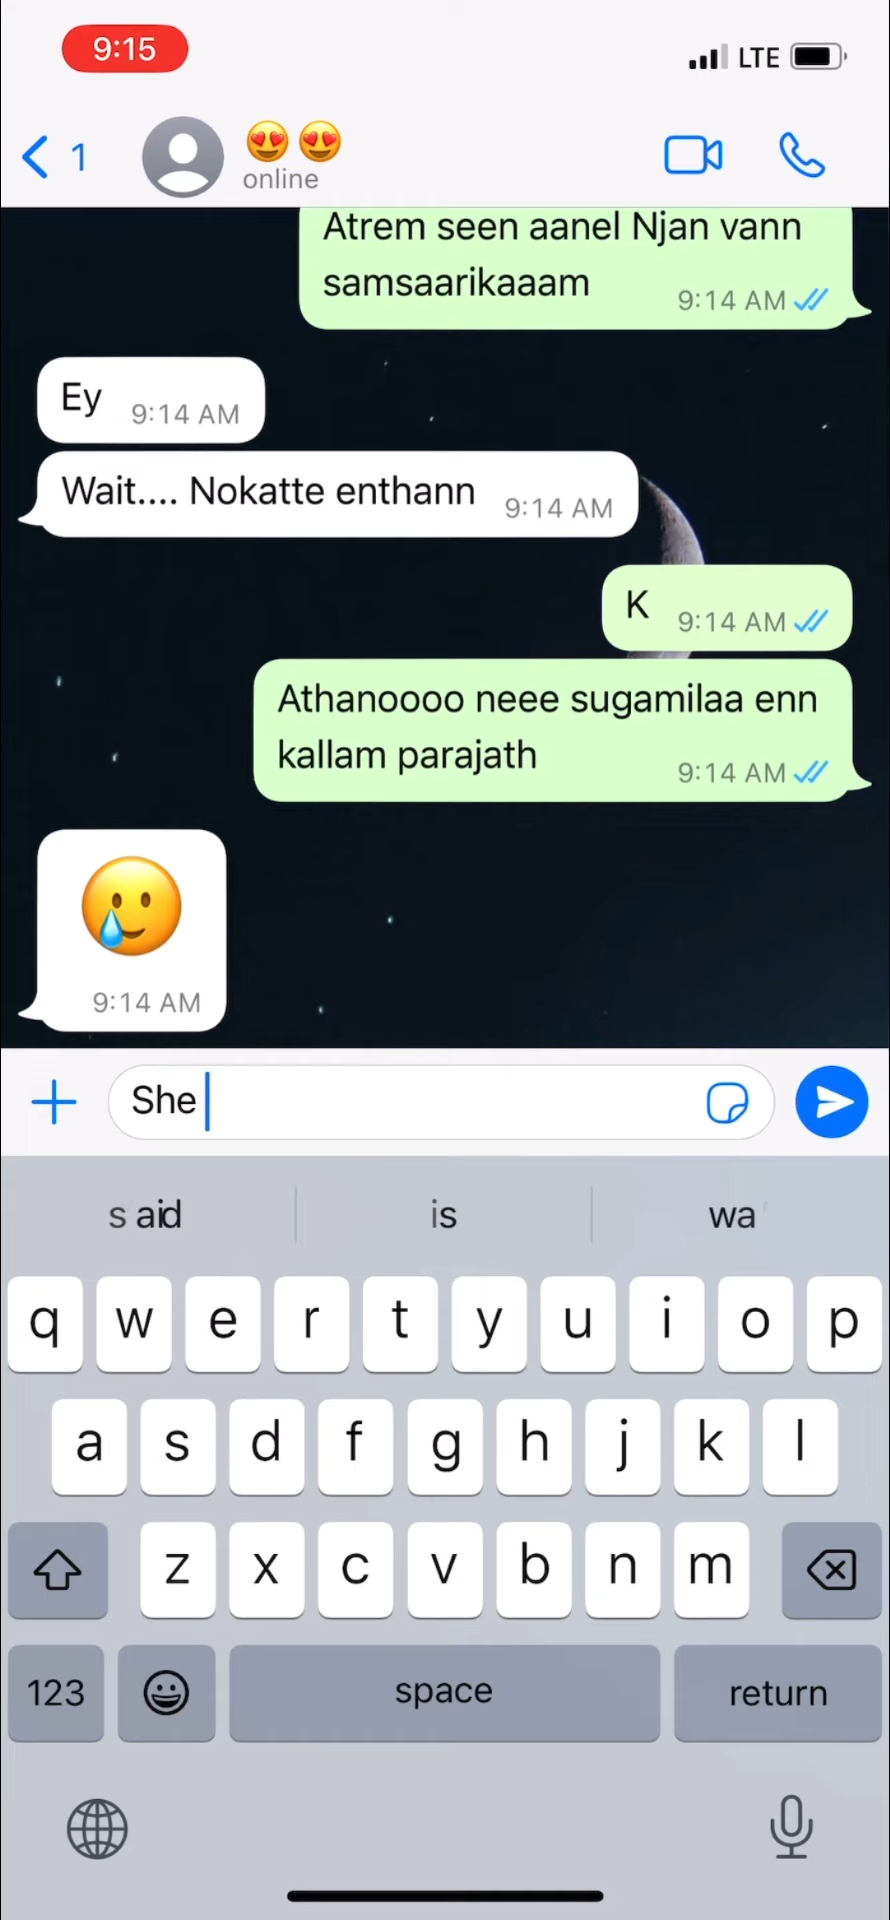 9:15
LTE
1
😍 😍
online
Atrem seen aanel Njan vann
samsaarikaaam
9:14 AM
Ey
9:14 AM
Wait.... Nokatte enthann
9:14 AM
K
9:14 AM
Athanoooo neee sugamilaa enn
kallam parajath
9:14 AM
🥲
9:14 AM
She
s aid is wa
q w e r t y u i o p
a s d f g h j k l
z x c v b n m
123 space return